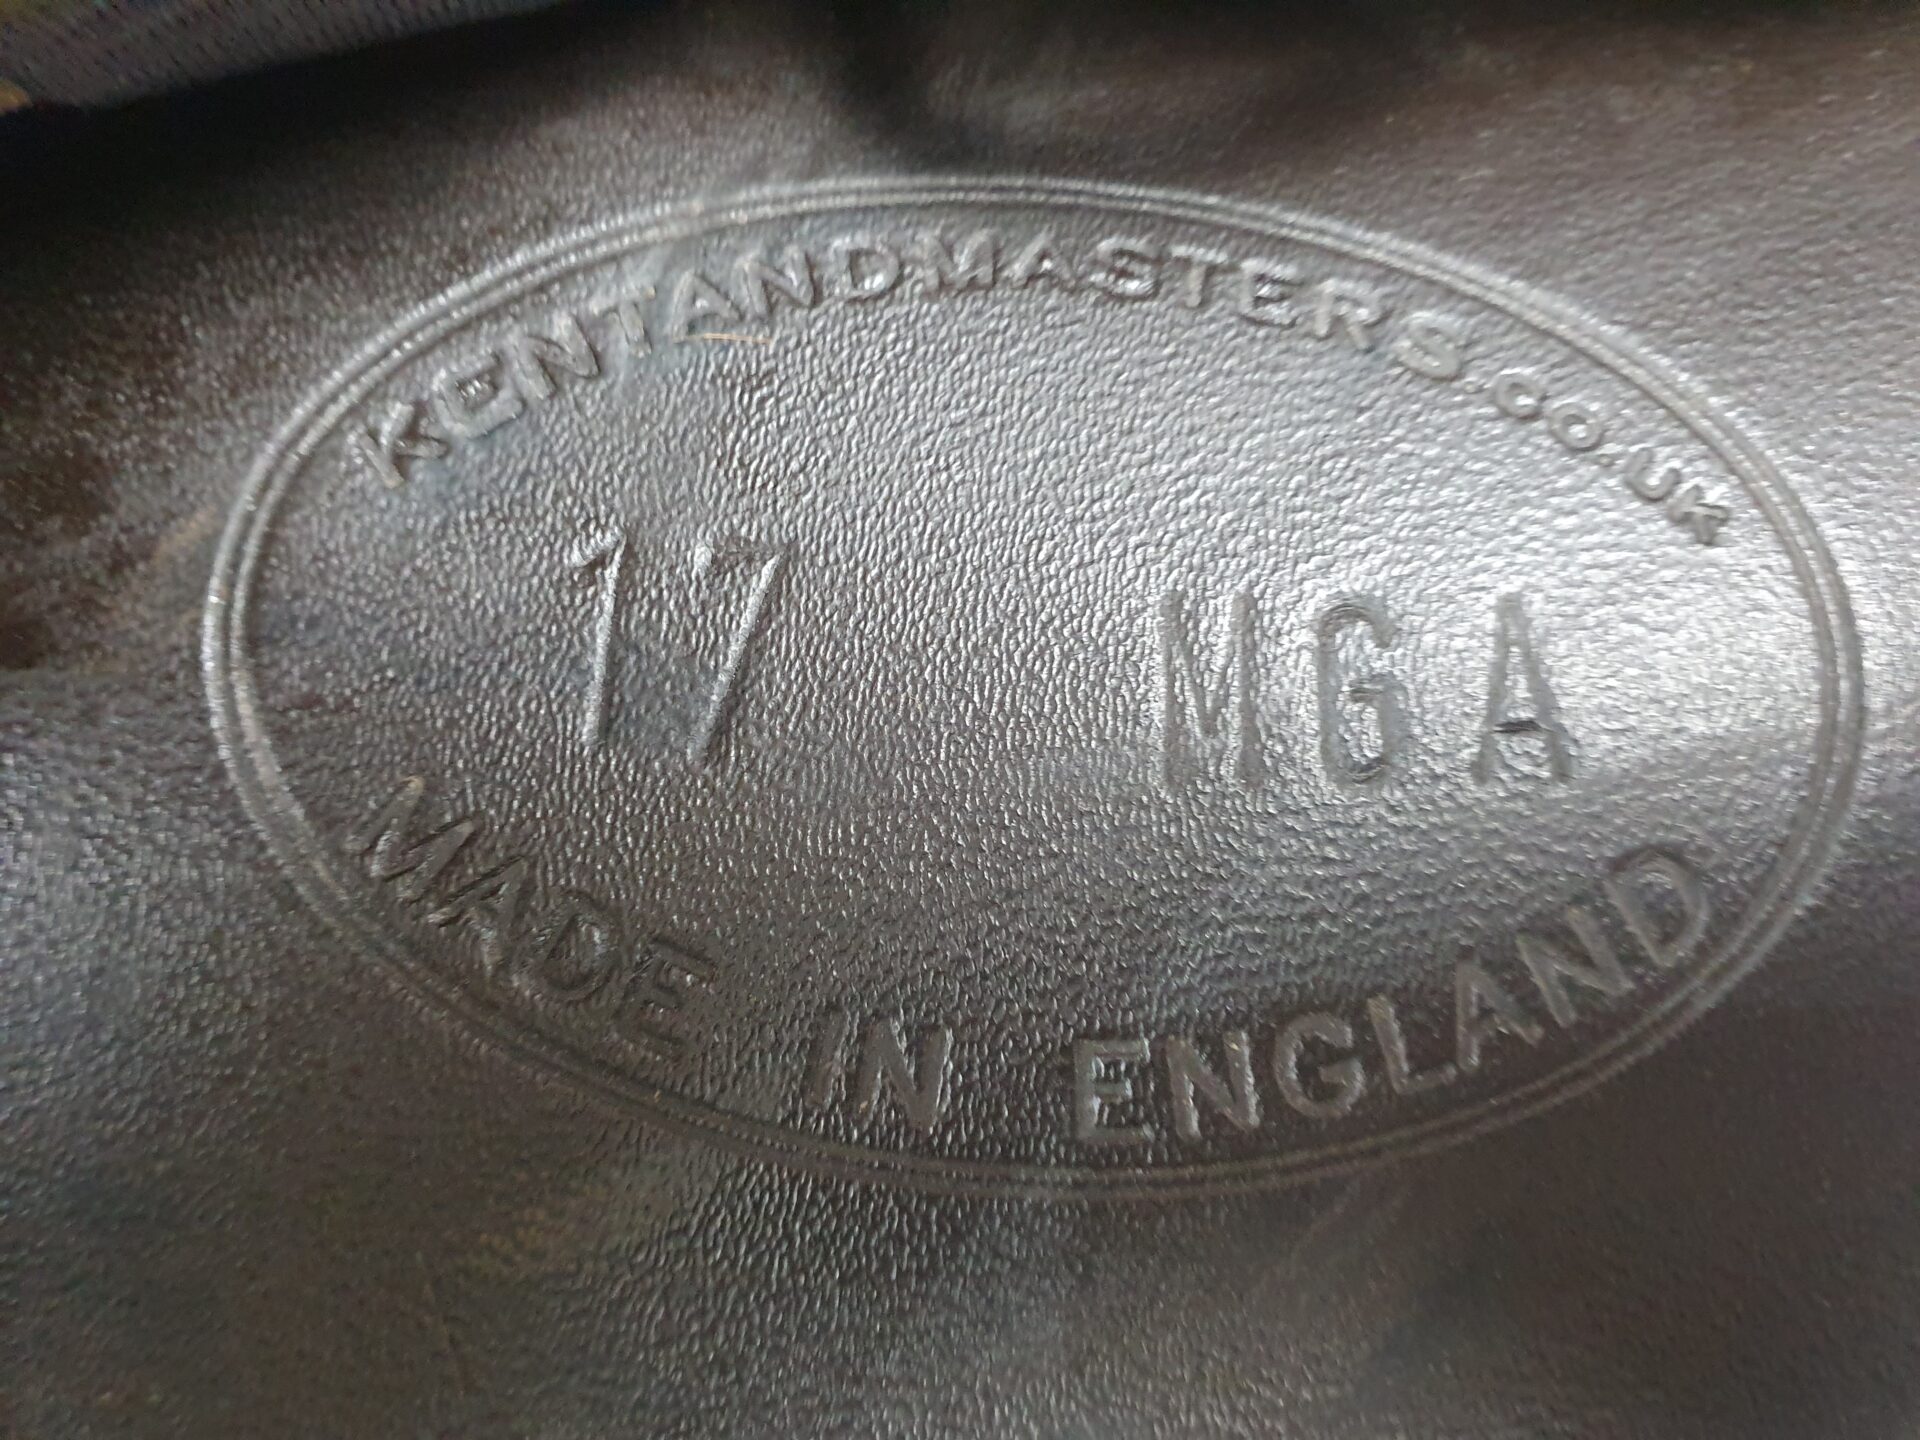 KENTANDMASTERS.CO.UK
17 MGA
MADE IN ENGLAND